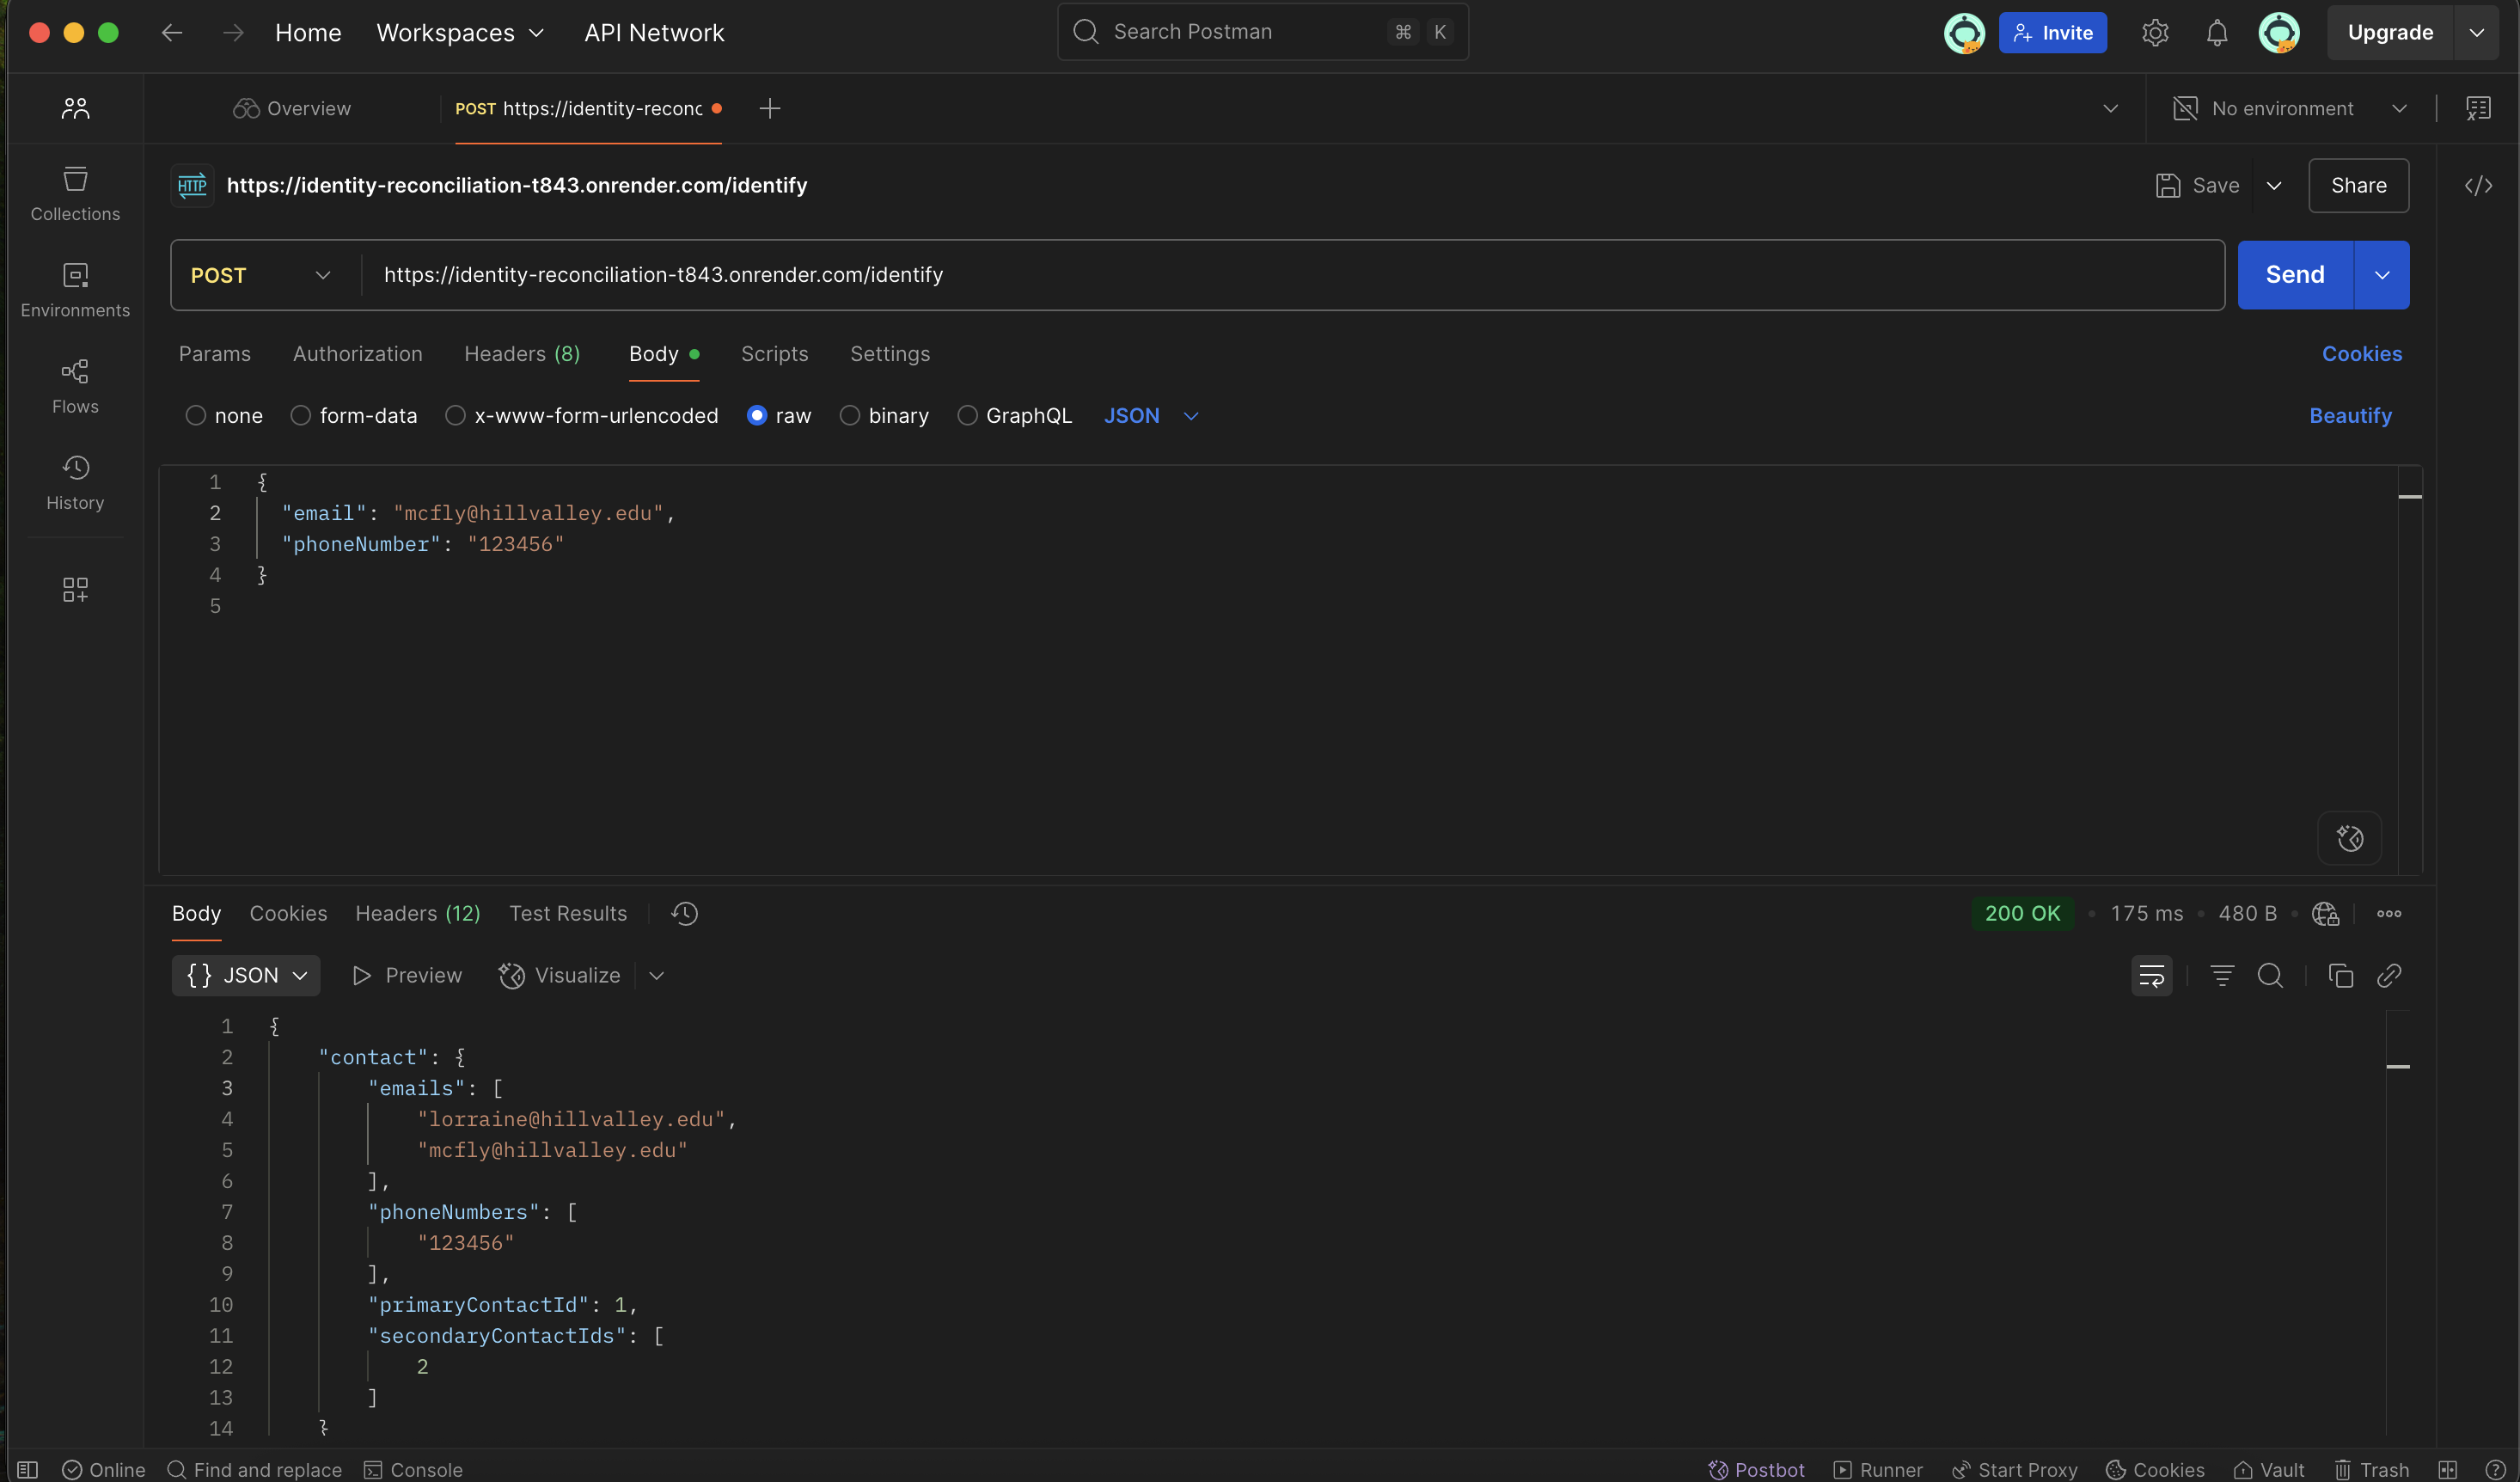 Home Workspaces API Network Search Postman ⌘ K Invite Upgrade
Overview POST https://identity-reconc No environment
HTTP https://identity-reconciliation-t843.onrender.com/identify Save Share
Collections
POST https://identity-reconciliation-t843.onrender.com/identify Send
Environments
Params Authorization Headers (8) Body Scripts Settings Cookies
Flows
none form-data x-www-form-urlencoded raw binary GraphQL JSON Beautify
History
1 {
2 "email": "mcfly@hillvalley.edu",
3 "phoneNumber": "123456"
4 }
5
Body Cookies Headers (12) Test Results 200 OK • 175 ms • 480 B •
{} JSON Preview Visualize
1 {
2 "contact": {
3 "emails": [
4 "lorraine@hillvalley.edu",
5 "mcfly@hillvalley.edu"
6 ],
7 "phoneNumbers": [
8 "123456"
9 ],
10 "primaryContactId": 1,
11 "secondaryContactIds": [
12 2
13 ]
14 }
Online Find and replace Console Postbot Runner Start Proxy Cookies Vault Trash